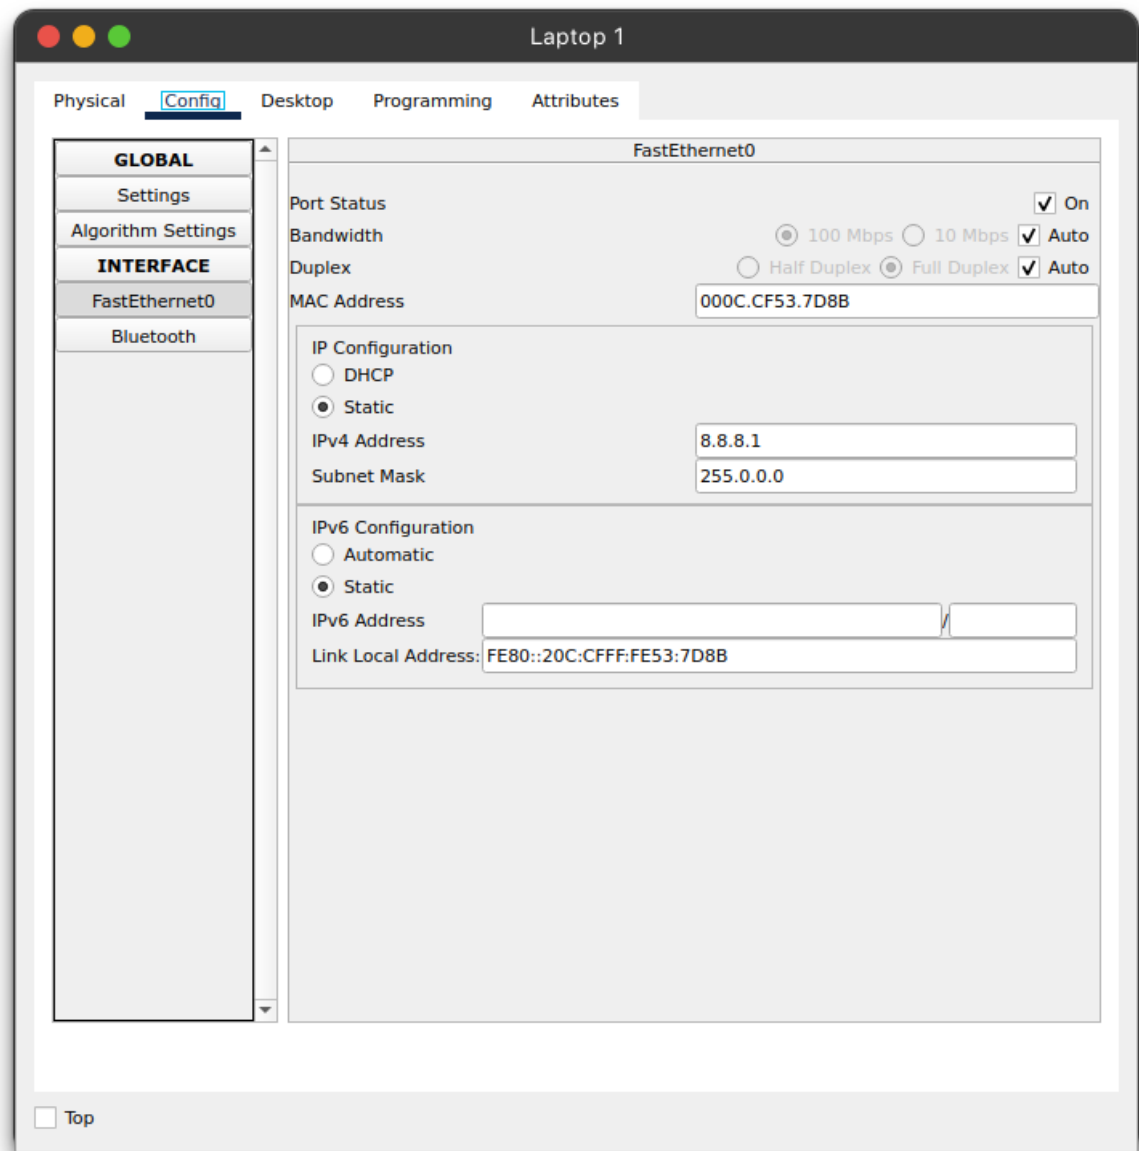 Laptop 1
Physical Config Desktop Programming Attributes
GLOBAL
Settings
Algorithm Settings
INTERFACE
FastEthernet0
Bluetooth
FastEthernet0
Port Status On
Bandwidth 100 Mbps 10 Mbps Auto
Duplex Half Duplex Full Duplex Auto
MAC Address 000C.CF53.7D8B
IP Configuration
DHCP
Static
IPv4 Address 8.8.8.1
Subnet Mask 255.0.0.0
IPv6 Configuration
Automatic
Static
IPv6 Address /
Link Local Address: FE80::20C:CFFF:FE53:7D8B
Top